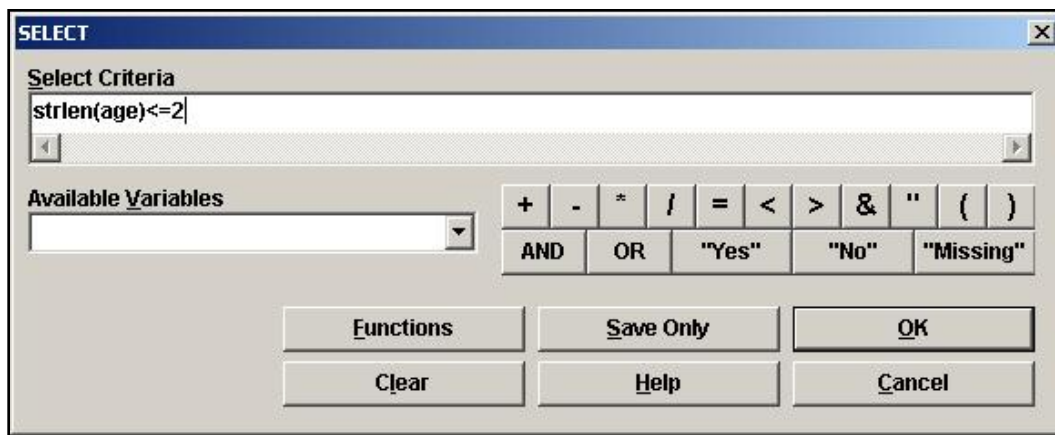 SELECT
Select Criteria
strlen(age)<=2
Available Variables
+ - * / = < > & " ( )
AND OR "Yes" "No" "Missing"
Functions Save Only OK
Clear Help Cancel